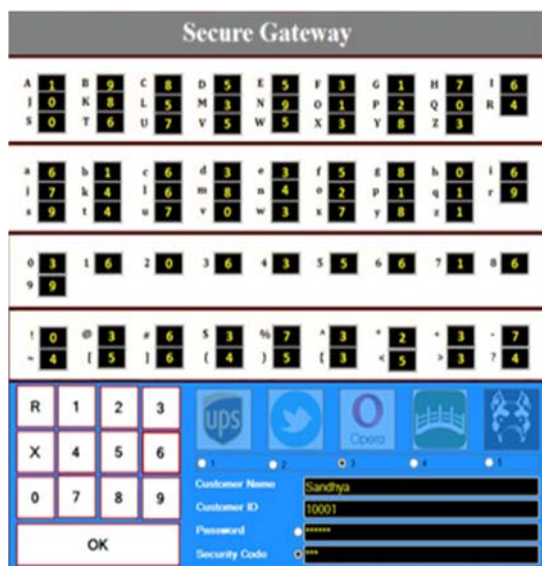 Secure Gateway
A 1 B 9 C 8 D 5 E 5 F 3 G 1 H 7 I 6
J 0 K 8 L 5 M 3 N 9 O 1 P 2 Q 0 R 4
S 0 T 6 U 7 V 5 W 5 X 3 Y 8 Z 3
a 6 b 1 c 6 d 3 e 3 f 5 g 8 h 0 i 6
j 7 k 4 l 6 m 8 n 4 o 2 p 1 q 1 r 9
s 9 t 4 u 7 v 0 w 3 x 7 y 8 z 1
0 3 1 6 2 0 3 6 4 3 5 5 6 6 7 1 8 6
9 9
! 0 @ 3 # 6 $ 3 % 7 ^ 3 * 2 + 3 - 7
~ 4 [ 5 ] 6 ( 4 ) 5 { 3 < 5 > 3 ? 4
R 1 2 3
X 4 5 6
0 7 8 9
OK
ups
Opera
1 2 3 4 5
Customer Name Sandhya
Customer ID 10001
Password ******
Security Code ***